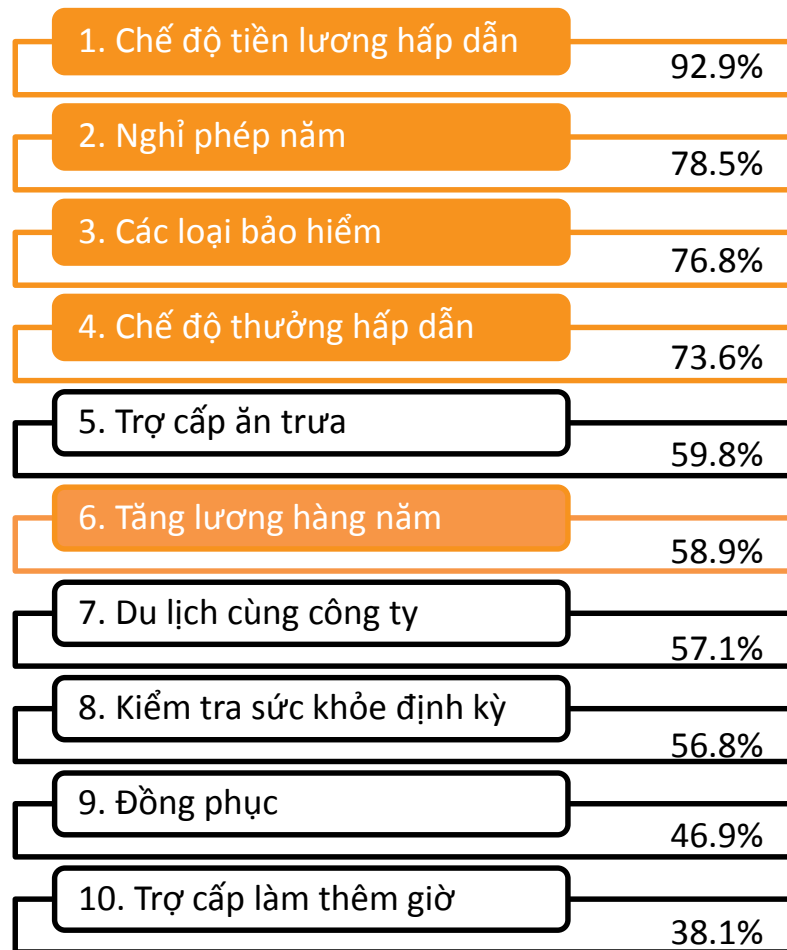 1. Chế độ tiền lương hấp dẫn
92.9%
2. Nghỉ phép năm
78.5%
3. Các loại bảo hiểm
76.8%
4. Chế độ thưởng hấp dẫn
73.6%
5. Trợ cấp ăn trưa
59.8%
6. Tăng lương hàng năm
58.9%
7. Du lịch cùng công ty
57.1%
8. Kiểm tra sức khỏe định kỳ
56.8%
9. Đồng phục
46.9%
10. Trợ cấp làm thêm giờ
38.1%